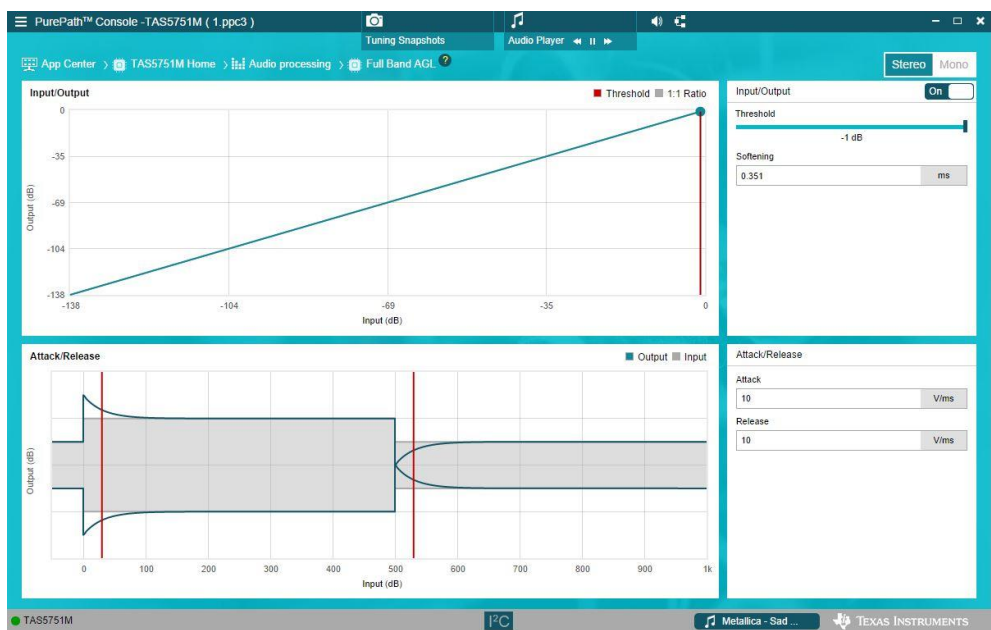 PurePath™ Console -TAS5751M ( 1.ppc3 )
Tuning Snapshots
Audio Player
App Center > TAS5751M Home > Audio processing > Full Band AGL ?
Stereo Mono
Input/Output
Threshold 1:1 Ratio
0
-35
-69
-104
-138
Output (dB)
-138 -104 -69 -35 0
Input (dB)
Input/Output
On
Threshold
-1 dB
Softening
0.351 ms
Attack/Release
Output Input
Output (dB)
0 100 200 300 400 500 600 700 800 900 1k
Input (dB)
Attack/Release
Attack
10 V/ms
Release
10 V/ms
TAS5751M
I²C
Metallica - Sad ...
TEXAS INSTRUMENTS